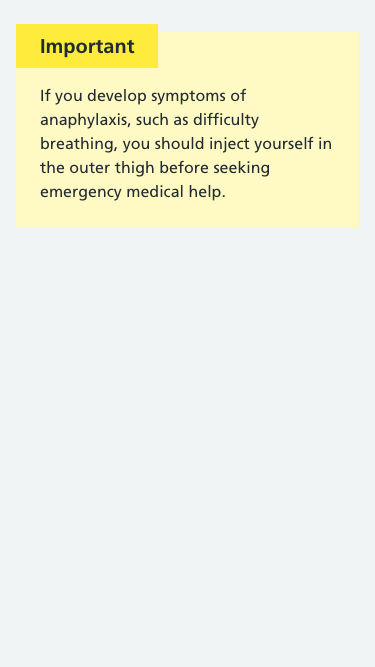 Important
If you develop symptoms of
anaphylaxis, such as difficulty
breathing, you should inject yourself in
the outer thigh before seeking
emergency medical help.